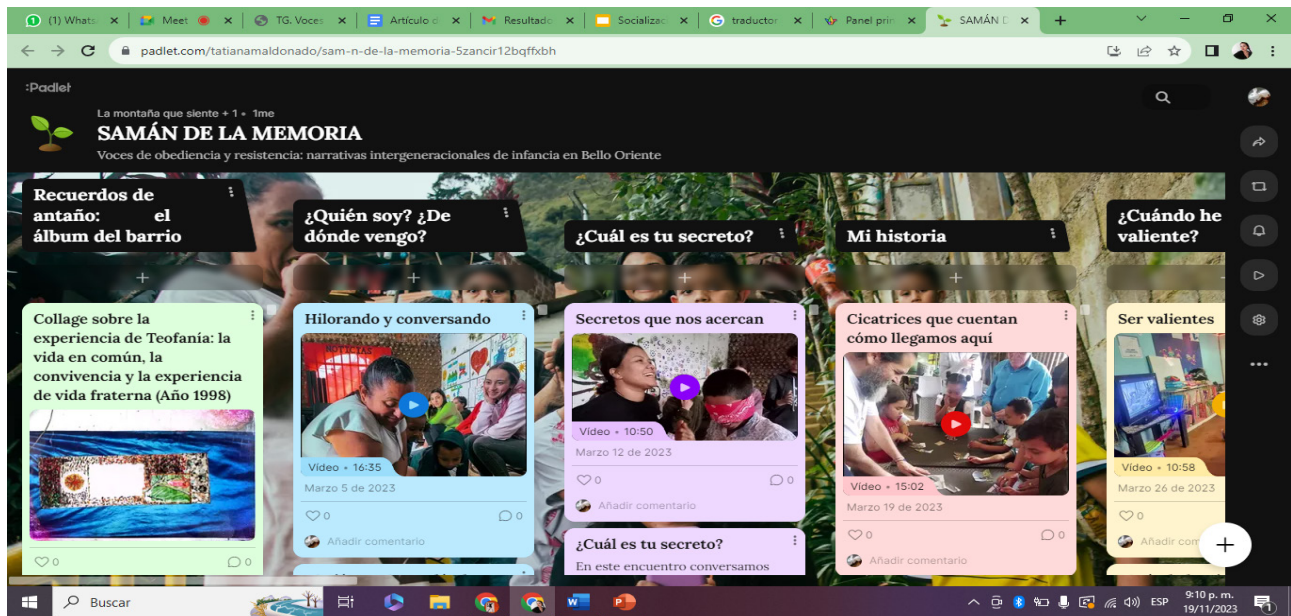 (1) Whats
Meet
TG. Voces
Artículo d
Resultado
Socializac
traductor
Panel prin
SAMÁN D
padlet.com/tatianamaldonado/sam-n-de-la-memoria-5zancir12bqffxbh
:Padlet
La montaña que siente + 1 • 1me
SAMÁN DE LA MEMORIA
Voces de obediencia y resistencia: narrativas intergeneracionales de infancia en Bello Oriente
Recuerdos de
antaño: el
álbum del barrio
Collage sobre la
experiencia de Teofanía: la
vida en común, la
convivencia y la experiencia
de vida fraterna (Año 1998)
0
0
¿Quién soy? ¿De
dónde vengo?
Hilorando y conversando
Vídeo • 16:35
Marzo 5 de 2023
0
0
Añadir comentario
¿Cuál es tu secreto?
Secretos que nos acercan
Vídeo • 10:50
Marzo 12 de 2023
0
0
Añadir comentario
¿Cuál es tu secreto?
En este encuentro conversamos
Mi historia
Cicatrices que cuentan
cómo llegamos aquí
Vídeo • 15:02
Marzo 19 de 2023
0
0
Añadir comentario
¿Cuándo he
valiente?
Ser valientes
Vídeo • 10:58
Marzo 26 de 2023
0
Añadir com
Buscar
ESP
9:10 p. m.
19/11/2023
1